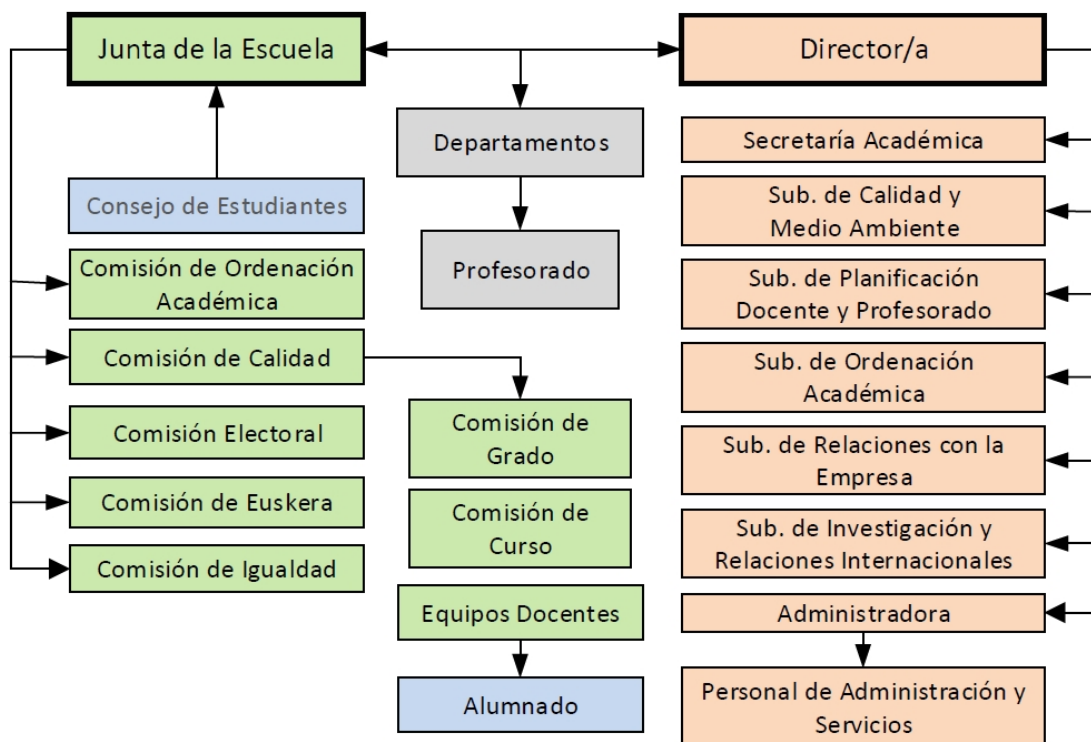 Junta de la Escuela
Director/a
Departamentos
Profesorado
Consejo de Estudiantes
Comisión de Ordenación
Académica
Comisión de Calidad
Comisión Electoral
Comisión de Euskera
Comisión de Igualdad
Comisión de
Grado
Comisión de
Curso
Equipos Docentes
Alumnado
Secretaría Académica
Sub. de Calidad y
Medio Ambiente
Sub. de Planificación
Docente y Profesorado
Sub. de Ordenación
Académica
Sub. de Relaciones con la
Empresa
Sub. de Investigación y
Relaciones Internacionales
Administradora
Personal de Administración y
Servicios